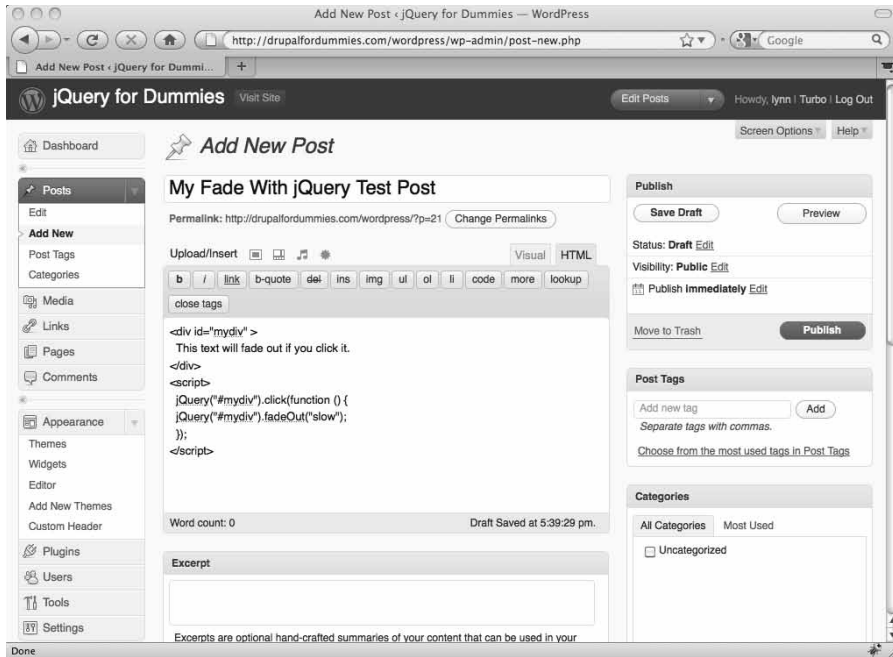 Add New Post ‹ jQuery for Dummies — WordPress
http://drupalfordummies.com/wordpress/wp-admin/post-new.php
Google
Add New Post ‹ jQuery for Dummi...
+
jQuery for Dummies
Visit Site
Edit Posts
Howdy, lynn | Turbo | Log Out
Screen Options
Help
Dashboard
Posts
Edit
Add New
Post Tags
Categories
Media
Links
Pages
Comments
Appearance
Themes
Widgets
Editor
Add New Themes
Custom Header
Plugins
Users
Tools
Settings
Add New Post
My Fade With jQuery Test Post
Permalink: http://drupalfordummies.com/wordpress/?p=21 Change Permalinks
Upload/Insert
Visual HTML
b i link b-quote del ins img ul ol li code more lookup
close tags
<div id="mydiv" >
This text will fade out if you click it.
</div>
<script>
jQuery("#mydiv").click(function () {
jQuery("#mydiv").fadeOut("slow");
});
</script>
Word count: 0 Draft Saved at 5:39:29 pm.
Excerpt
Excerpts are optional hand-crafted summaries of your content that can be used in your
Publish
Save Draft Preview
Status: Draft Edit
Visibility: Public Edit
Publish immediately Edit
Move to Trash Publish
Post Tags
Add new tag Add
Separate tags with commas.
Choose from the most used tags in Post Tags
Categories
All Categories Most Used
Uncategorized
Done